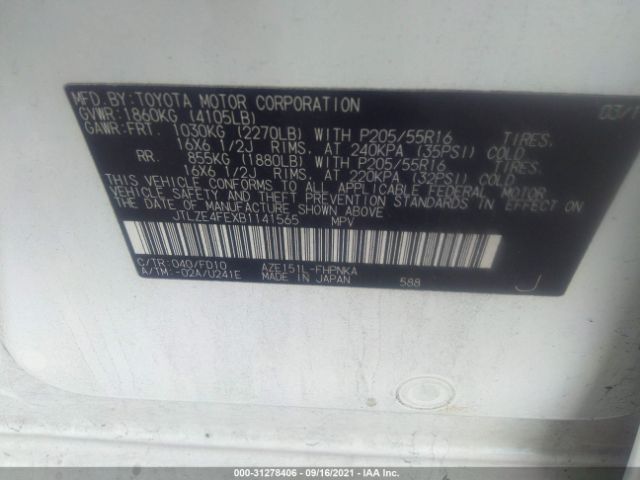 MFD.BY:TOYOTA MOTOR CORPORATION 03/
GVWR:1860KG (4105LB)
GAWR:FRT. 1030KG (2270LB) WITH P205/55R16 TIRES,
16X6 1/2J RIMS, AT 240KPA (35PSI) COLD
RR. 855KG (1880LB) WITH P205/55R16 TIRES,
16X6 1/2J RIMS, AT 220KPA (32PSI) COLD
THIS VEHICLE CONFORMS TO ALL APPLICABLE FEDERAL MOTOR
VEHICLE SAFETY AND THEFT PREVENTION STANDARDS IN EFFECT ON
THE DATE OF MANUFACTURE SHOWN ABOVE.
JTLZE4FEXB1141565 MPV
C/TR:040/FD10 AZE151L-FHPNKA
A/TM:-02A/U241E MADE IN JAPAN 588 J
000-31278406 - 09/16/2021 - IAA Inc.